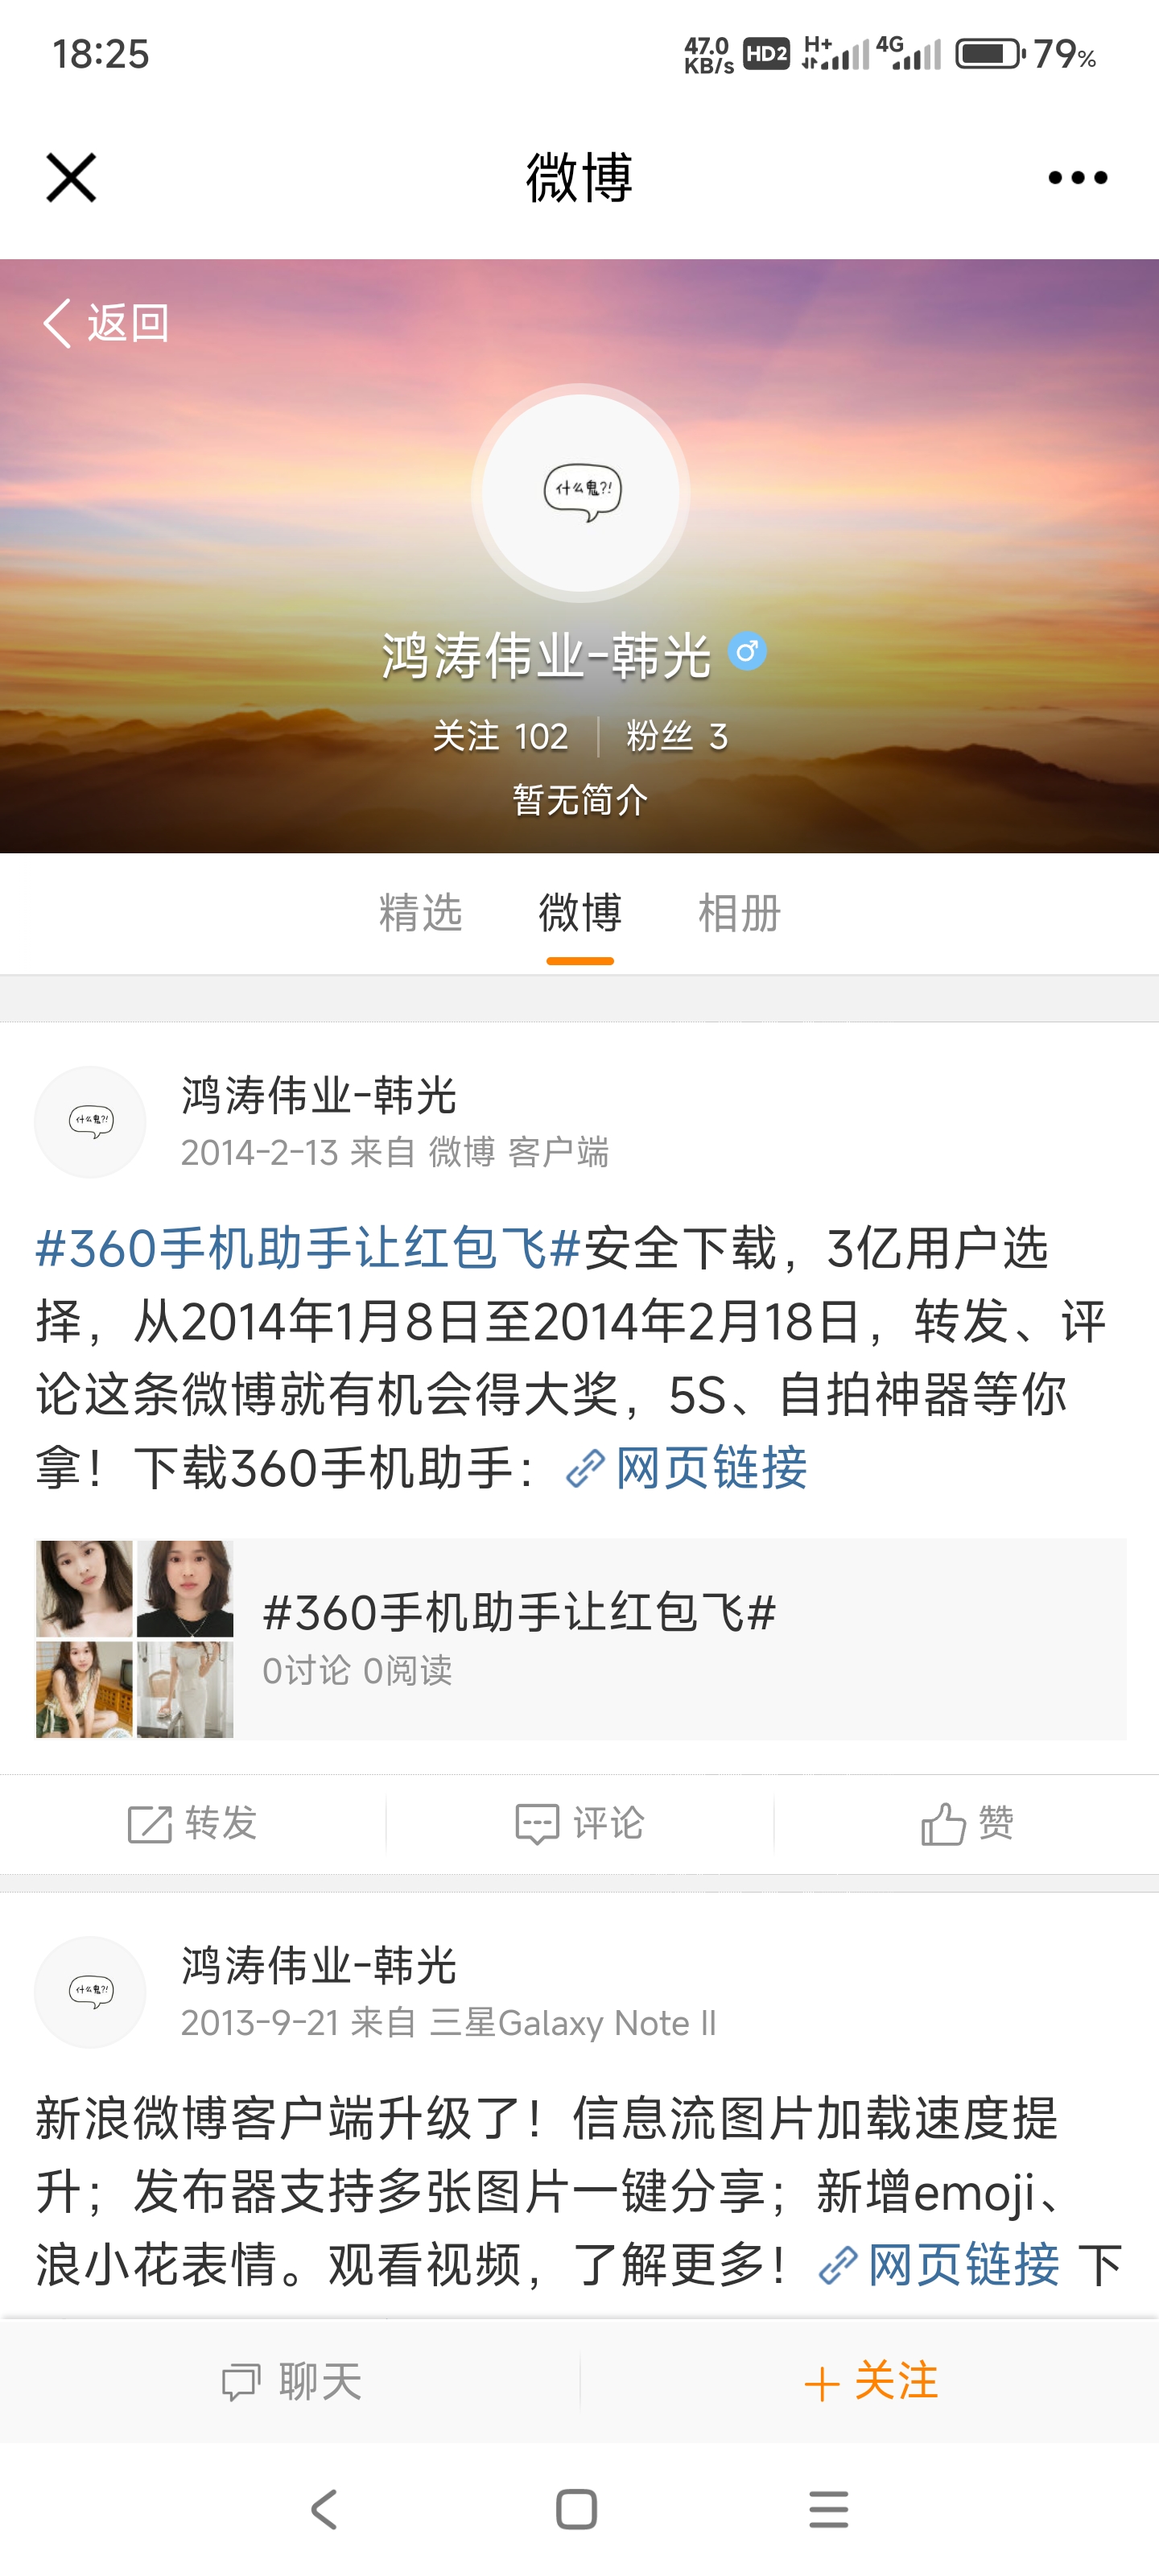 18:25
47.0 KB/s HD2 H+ 4G 79%
微博
返回
什么鬼?!
鸿涛伟业-韩光
关注 102 粉丝 3
暂无简介
精选 微博 相册
鸿涛伟业-韩光
什么鬼?!
2014-2-13 来自 微博 客户端
#360手机助手让红包飞#安全下载，3亿用户选
择，从2014年1月8日至2014年2月18日，转发、评
论这条微博就有机会得大奖，5S、自拍神器等你
拿！下载360手机助手：网页链接
#360手机助手让红包飞#
0讨论 0阅读
转发 评论 赞
鸿涛伟业-韩光
什么鬼?!
2013-9-21 来自 三星Galaxy Note II
新浪微博客户端升级了！信息流图片加载速度提
升；发布器支持多张图片一键分享；新增emoji、
浪小花表情。观看视频，了解更多！网页链接 下
聊天 关注